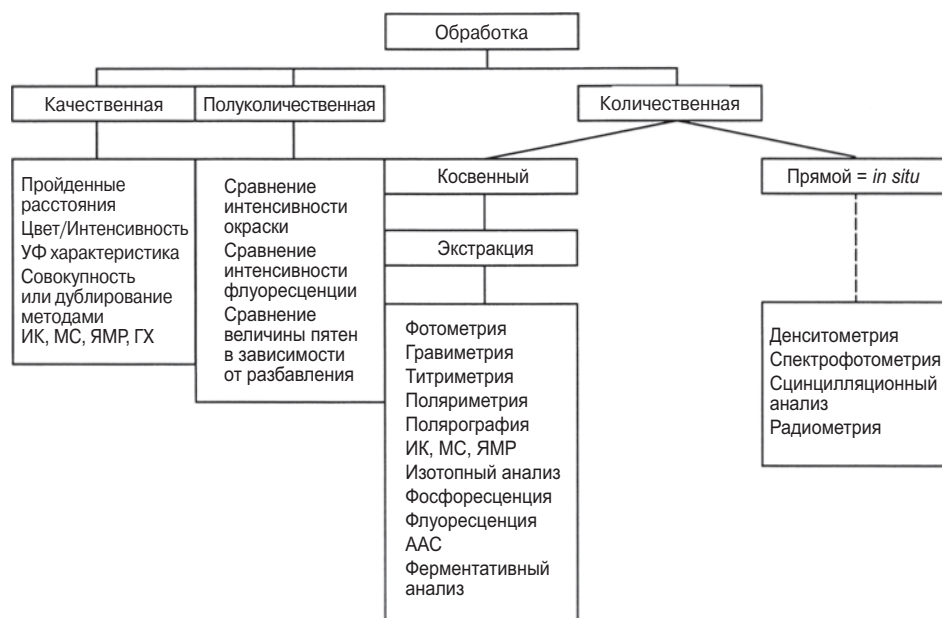 Обработка
Качественная
Полуколичественная
Количественная
Пройденные
расстояния
Цвет/Интенсивность
УФ характеристика
Совокупность
или дублирование
методами
ИК, МС, ЯМР, ГХ
Сравнение
интенсивности
окраски
Сравнение
интенсивности
флуоресценции
Сравнение
величины пятен
в зависимости
от разбавления
Косвенный
Экстракция
Фотометрия
Гравиметрия
Титриметрия
Поляриметрия
Полярография
ИК, МС, ЯМР
Изотопный анализ
Фосфоресценция
Флуоресценция
ААС
Ферментативный
анализ
Прямой = in situ
Денситометрия
Спектрофотометрия
Сцинцилляционный
анализ
Радиометрия